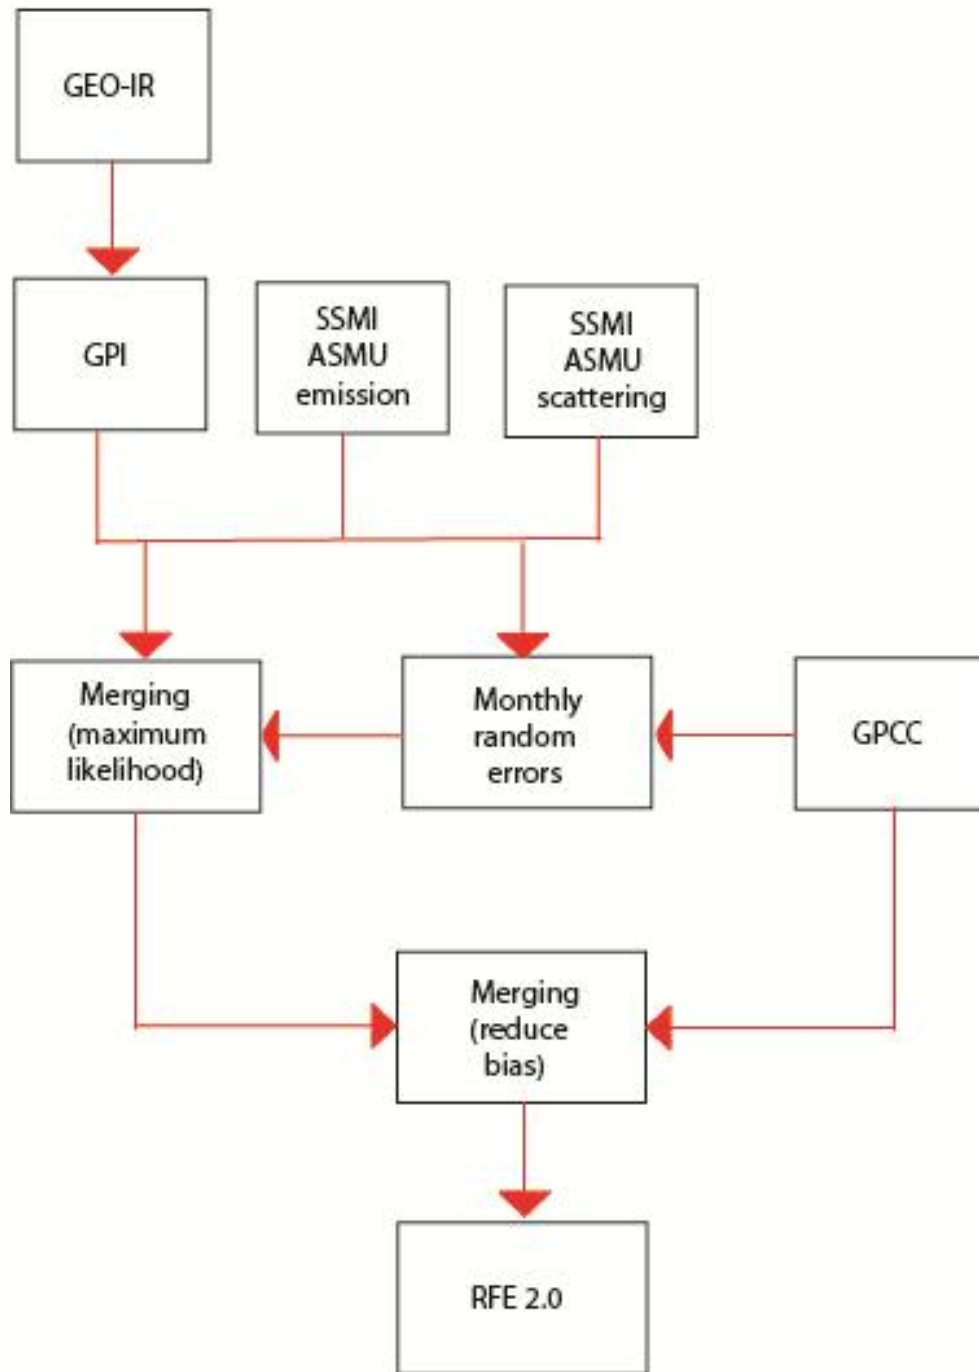 GEO-IR
GPI
SSMI
ASMU
emission
SSMI
ASMU
scattering
Merging
(maximum
likelihood)
Monthly
random
errors
GPCC
Merging
(reduce
bias)
RFE 2.0